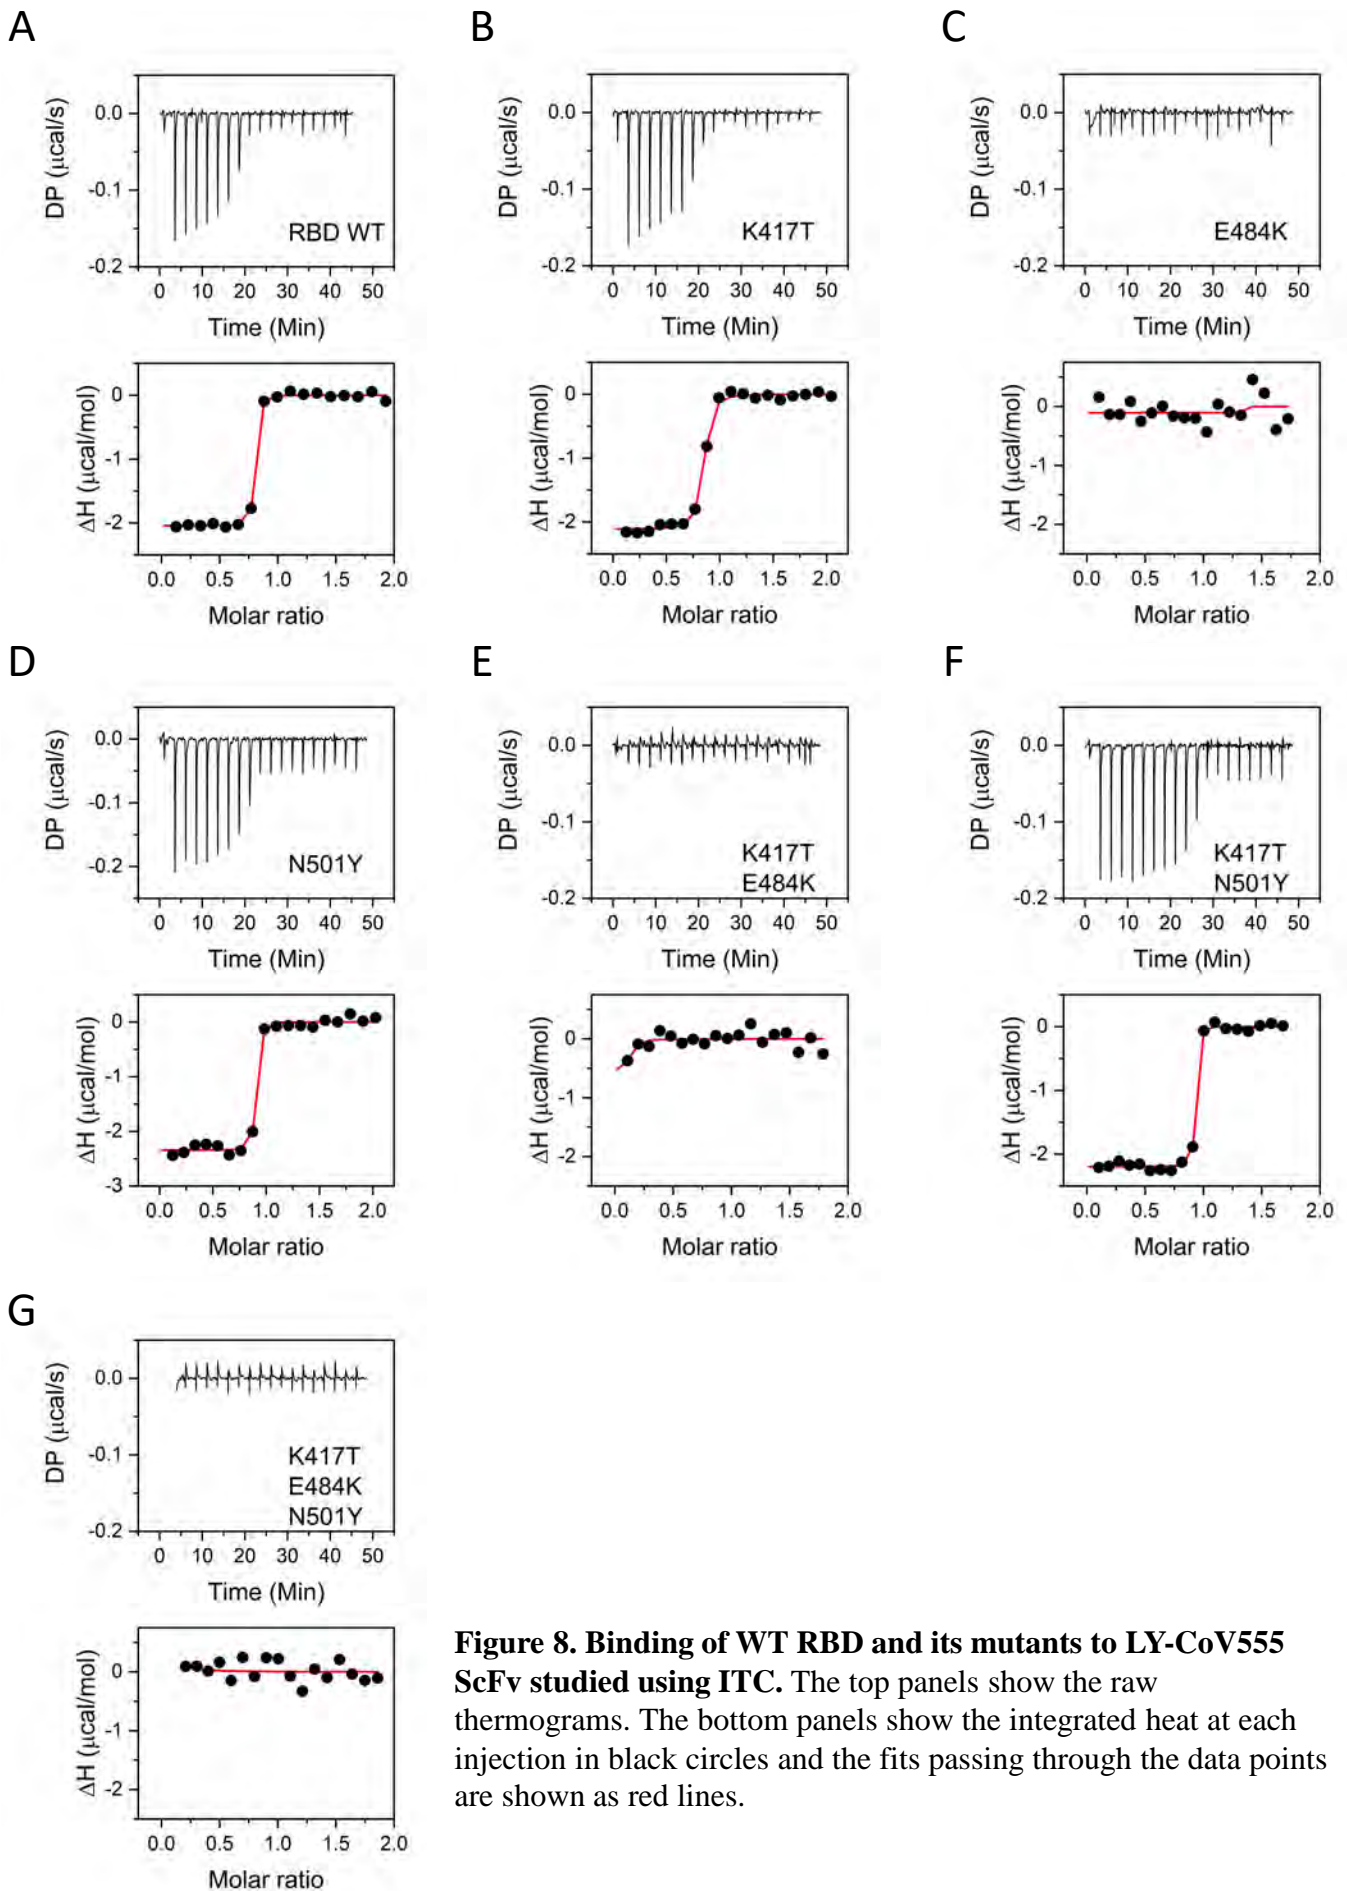 A
DP (μcal/s)
0.0
-0.1
-0.2
RBD WT
0 10 20 30 40 50
Time (Min)
ΔH (μcal/mol)
0
-1
-2
0.0 0.5 1.0 1.5 2.0
Molar ratio
B
DP (μcal/s)
0.0
-0.1
-0.2
K417T
0 10 20 30 40 50
Time (Min)
ΔH (μcal/mol)
0
-1
-2
0.0 0.5 1.0 1.5 2.0
Molar ratio
C
DP (μcal/s)
0.0
-0.1
-0.2
E484K
0 10 20 30 40 50
Time (Min)
ΔH (μcal/mol)
0
-1
-2
0.0 0.5 1.0 1.5 2.0
Molar ratio
D
DP (μcal/s)
0.0
-0.1
-0.2
N501Y
0 10 20 30 40 50
Time (Min)
ΔH (μcal/mol)
0
-1
-2
-3
0.0 0.5 1.0 1.5 2.0
Molar ratio
E
DP (μcal/s)
0.0
-0.1
-0.2
K417T
E484K
0 10 20 30 40 50
Time (Min)
ΔH (μcal/mol)
0
-1
-2
0.0 0.5 1.0 1.5 2.0
Molar ratio
F
DP (μcal/s)
0.0
-0.1
-0.2
K417T
N501Y
0 10 20 30 40 50
Time (Min)
ΔH (μcal/mol)
0
-1
-2
0.0 0.5 1.0 1.5 2.0
Molar ratio
G
DP (μcal/s)
0.0
-0.1
-0.2
K417T
E484K
N501Y
0 10 20 30 40 50
Time (Min)
ΔH (μcal/mol)
0
-1
-2
0.0 0.5 1.0 1.5 2.0
Molar ratio
Figure 8. Binding of WT RBD and its mutants to LY-CoV555
ScFv studied using ITC. The top panels show the raw
thermograms. The bottom panels show the integrated heat at each
injection in black circles and the fits passing through the data points
are shown as red lines.